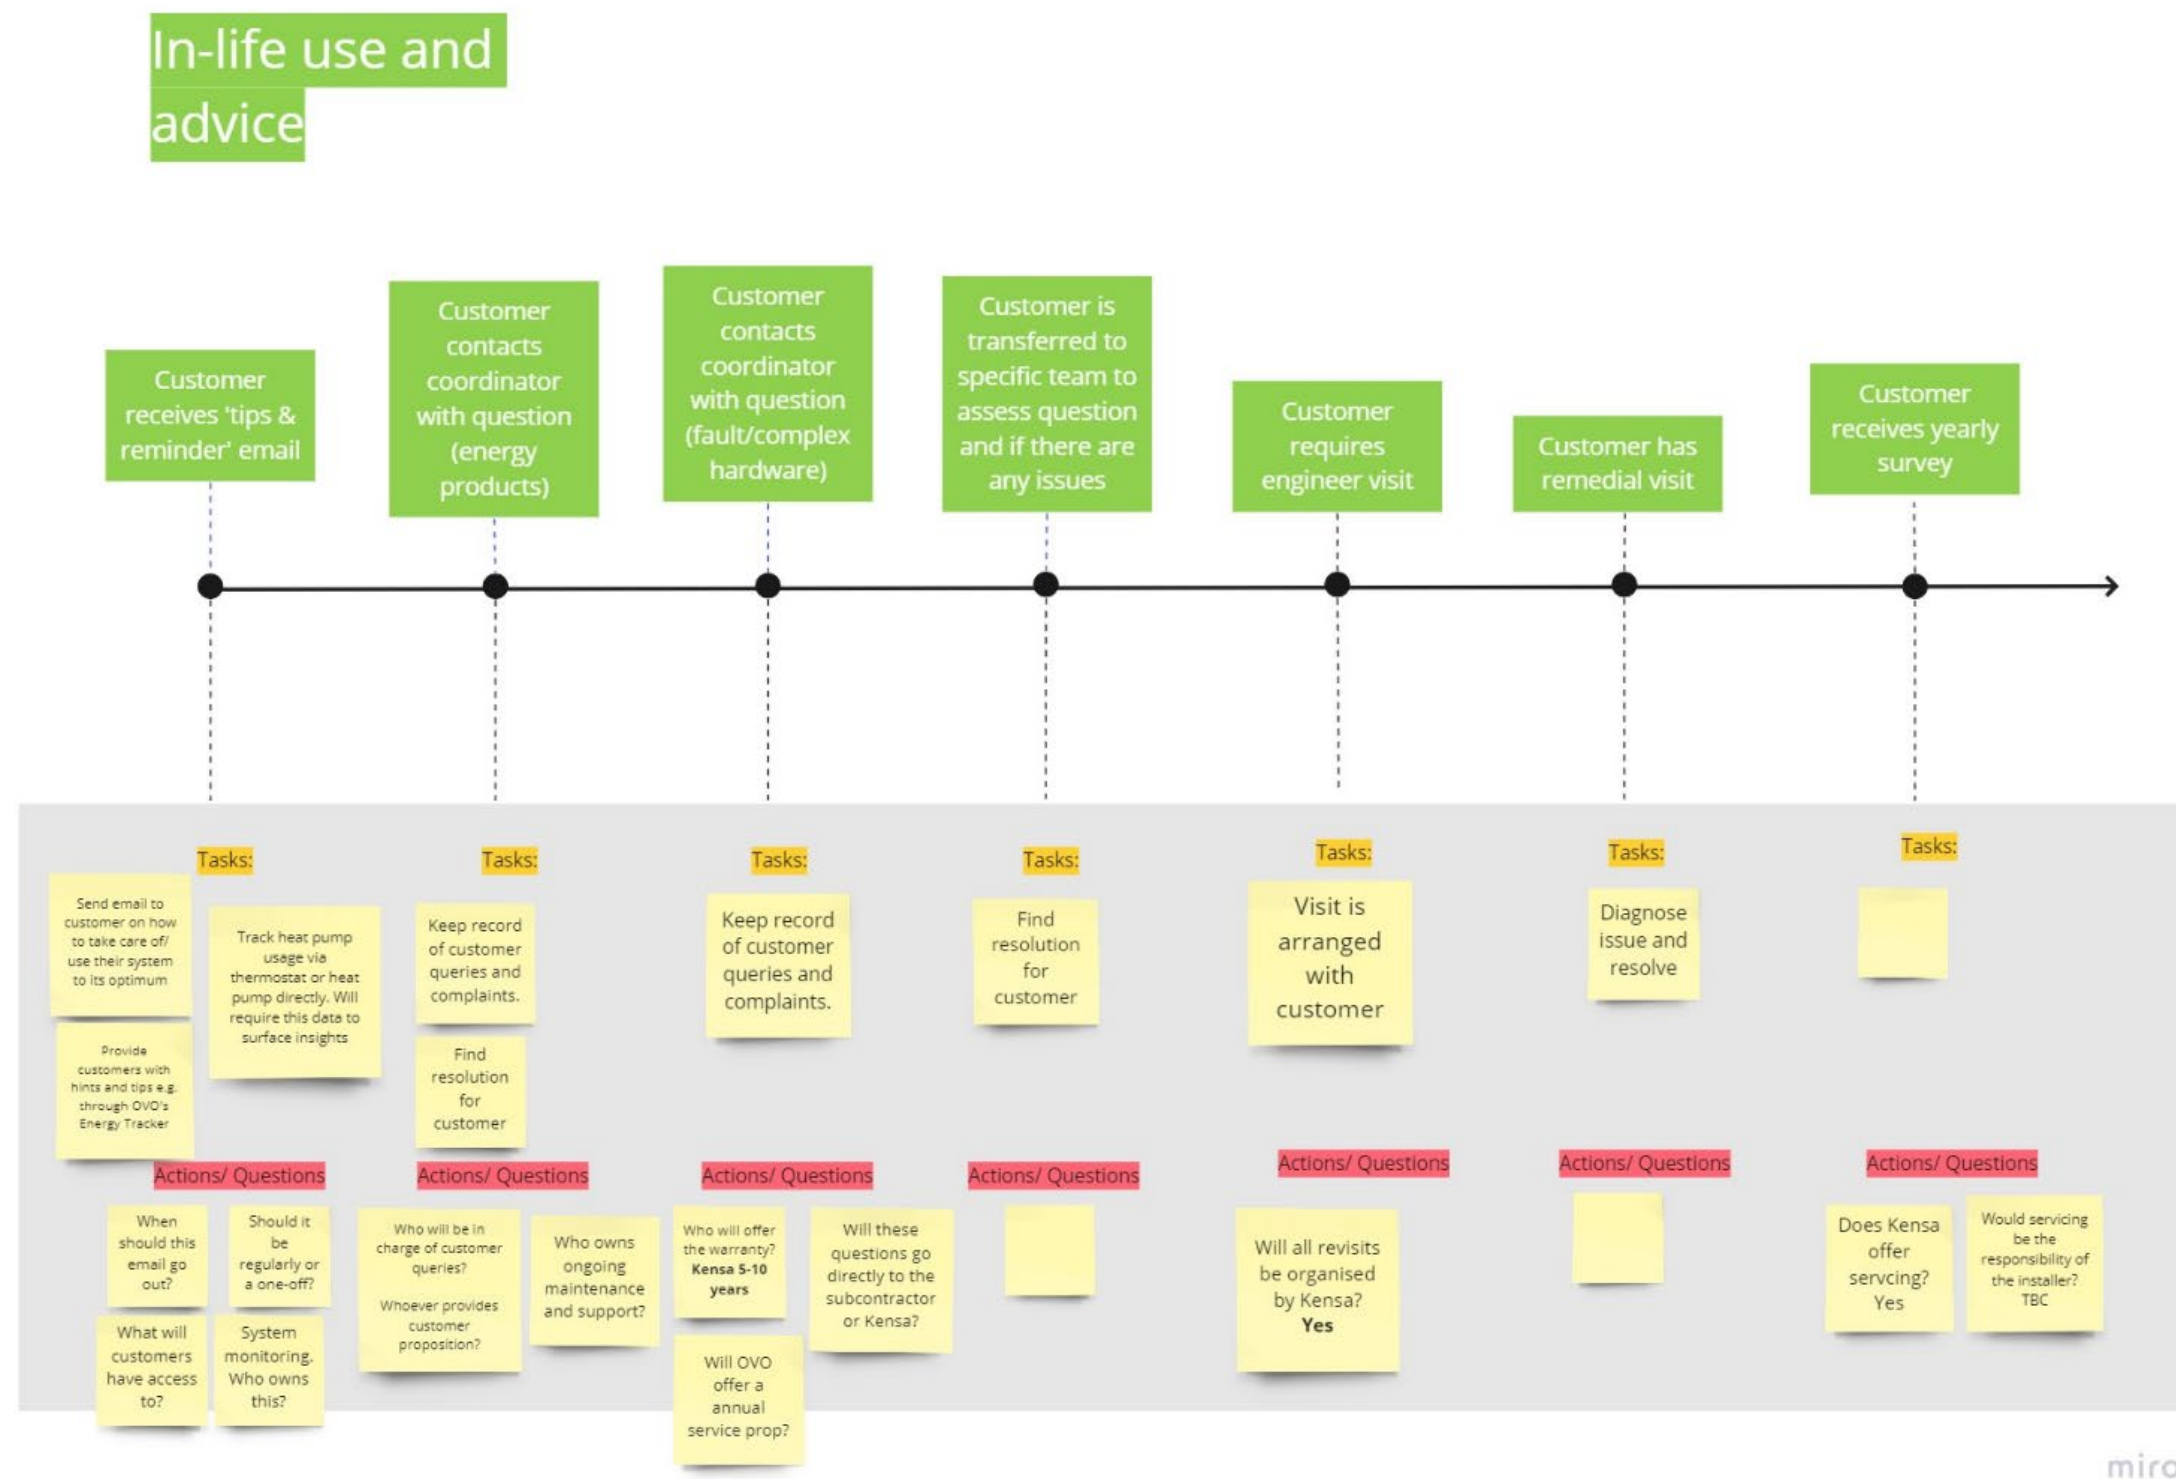 In-life use and
advice
Customer
receives 'tips &
reminder' email
Customer
contacts
coordinator
with question
(energy
products)
Customer
contacts
coordinator
with question
(fault/complex
hardware)
Customer is
transferred to
specific team to
assess question
and if there are
any issues
Customer
requires
engineer visit
Customer has
remedial visit
Customer
receives yearly
survey
Tasks:
Send email to
customer on how
to take care of/
use their system
to its optimum
Track heat pump
usage via
thermostat or heat
pump directly. Will
require this data to
surface insights
Provide
customers with
hints and tips e.g.
through OVO's
Energy Tracker
Tasks:
Keep record
of customer
queries and
complaints.
Find
resolution
for
customer
Tasks:
Keep record
of customer
queries and
complaints.
Tasks:
Find
resolution
for
customer
Tasks:
Visit is
arranged
with
customer
Tasks:
Diagnose
issue and
resolve
Tasks:
Actions/ Questions
When
should this
email go
out?
Should it
be
regularly or
a one-off?
What will
customers
have access
to?
System
monitoring.
Who owns
this?
Actions/ Questions
Who will be in
charge of customer
queries?
Whoever provides
customer
proposition?
Who owns
ongoing
maintenance
and support?
Actions/ Questions
Who will offer
the warranty?
Kensa 5-10
years
Will these
questions go
directly to the
subcontractor
or Kensa?
Will OVO
offer a
annual
service prop?
Actions/ Questions
Actions/ Questions
Will all revisits
be organised
by Kensa?
Yes
Actions/ Questions
Actions/ Questions
Does Kensa
offer
servcing?
Yes
Would servicing
be the
responsibility of
the installer?
TBC
miro